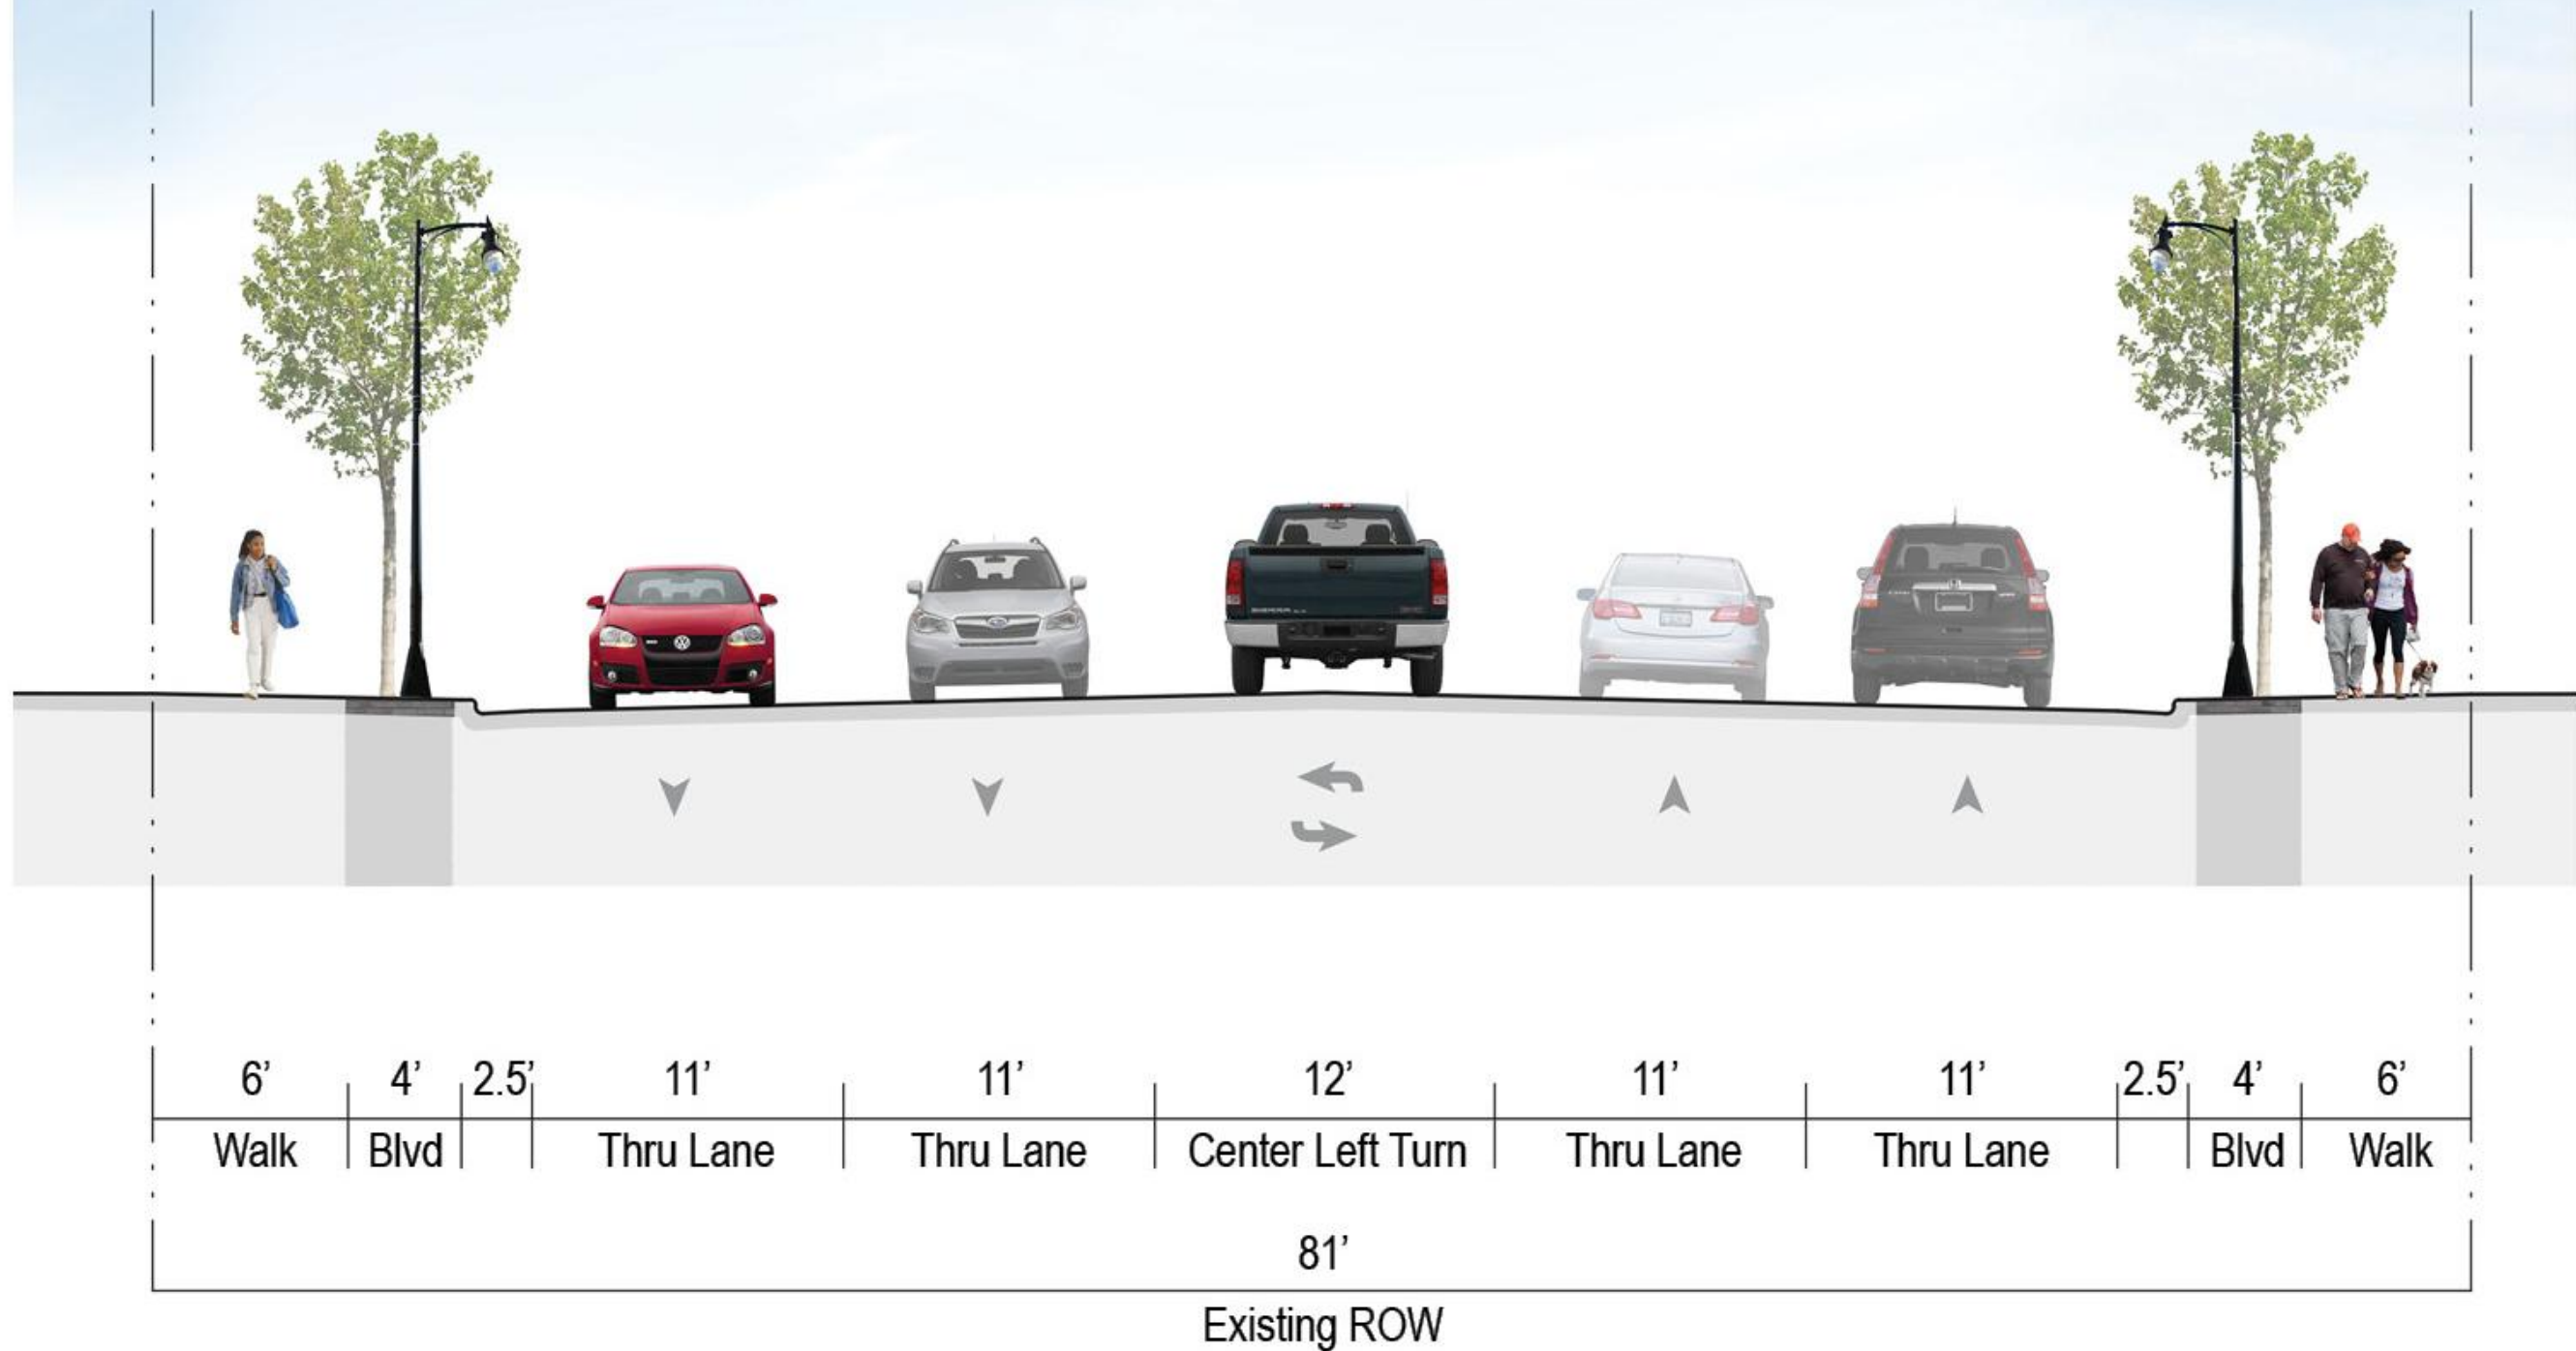 6’ 4’ 2.5’ 11’ 11’ 12’ 11’ 11’ 2.5’ 4’ 6’
Walk Blvd Thru Lane Thru Lane Center Left Turn Thru Lane Thru Lane Blvd Walk
81’
Existing ROW